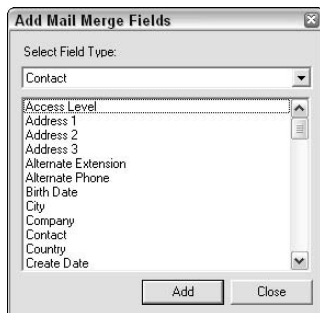 Add Mail Merge Fields
Select Field Type:
Contact
Access Level
Address 1
Address 2
Address 3
Alternate Extension
Alternate Phone
Birth Date
City
Company
Contact
Country
Create Date
Add Close